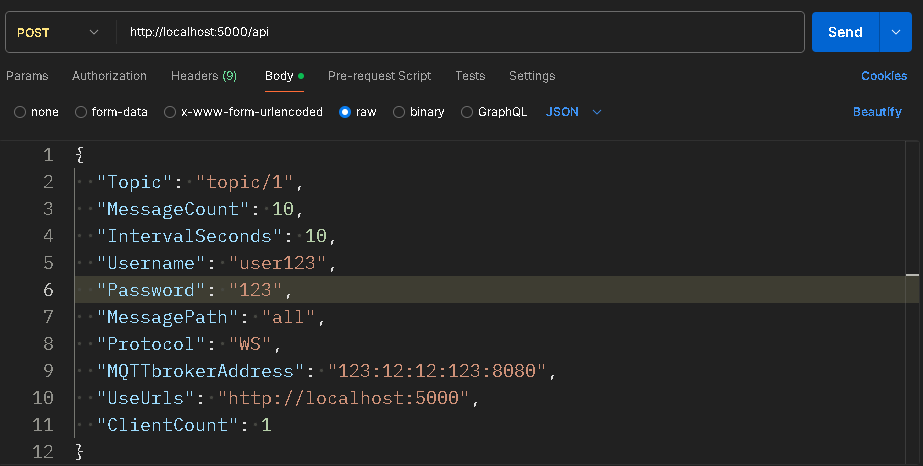 POST http://localhost:5000/api Send
Params Authorization Headers (9) Body Pre-request Script Tests Settings Cookies
none form-data x-www-form-urlencoded raw binary GraphQL JSON Beautify
1 {
2 "Topic": "topic/1",
3 "MessageCount": 10,
4 "IntervalSeconds": 10,
5 "Username": "user123",
6 "Password": "123",
7 "MessagePath": "all",
8 "Protocol": "WS",
9 "MQTTbrokerAddress": "123:12:12:123:8080",
10 "UseUrls": "http://localhost:5000",
11 "ClientCount": 1
12 }